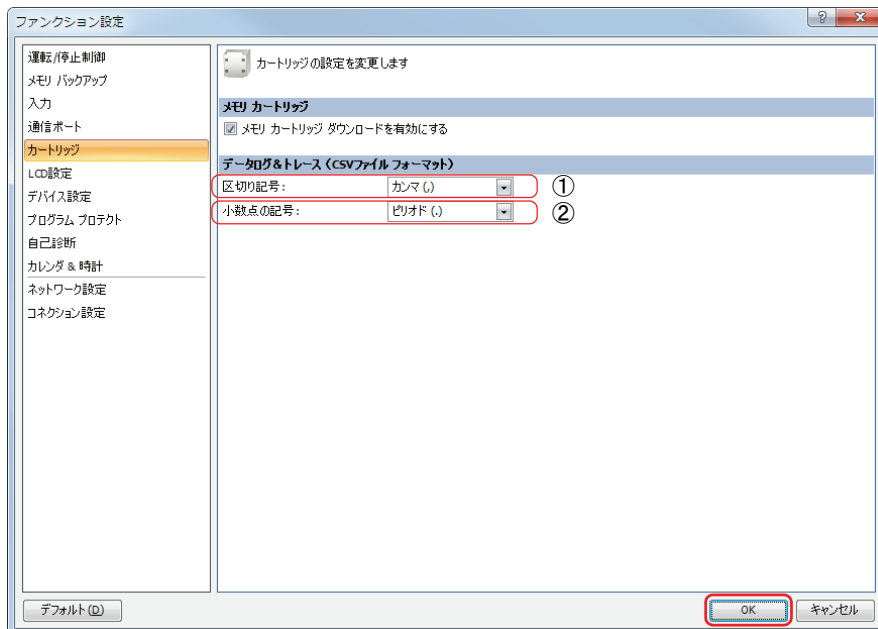 ファンクション設定
運転/停止制御
メモリ バックアップ
入力
通信ポート
カートリッジ
LCD設定
デバイス設定
プログラム プロテクト
自己診断
カレンダ & 時計
ネットワーク設定
コネクション設定
カートリッジの設定を変更します
メモリ カートリッジ
メモリ カートリッジ ダウンロードを有効にする
データログ&トレース (CSVファイル フォーマット)
区切り記号: カンマ (,) ①
小数点の記号: ピリオド (.) ②
デフォルト(D) OK キャンセル